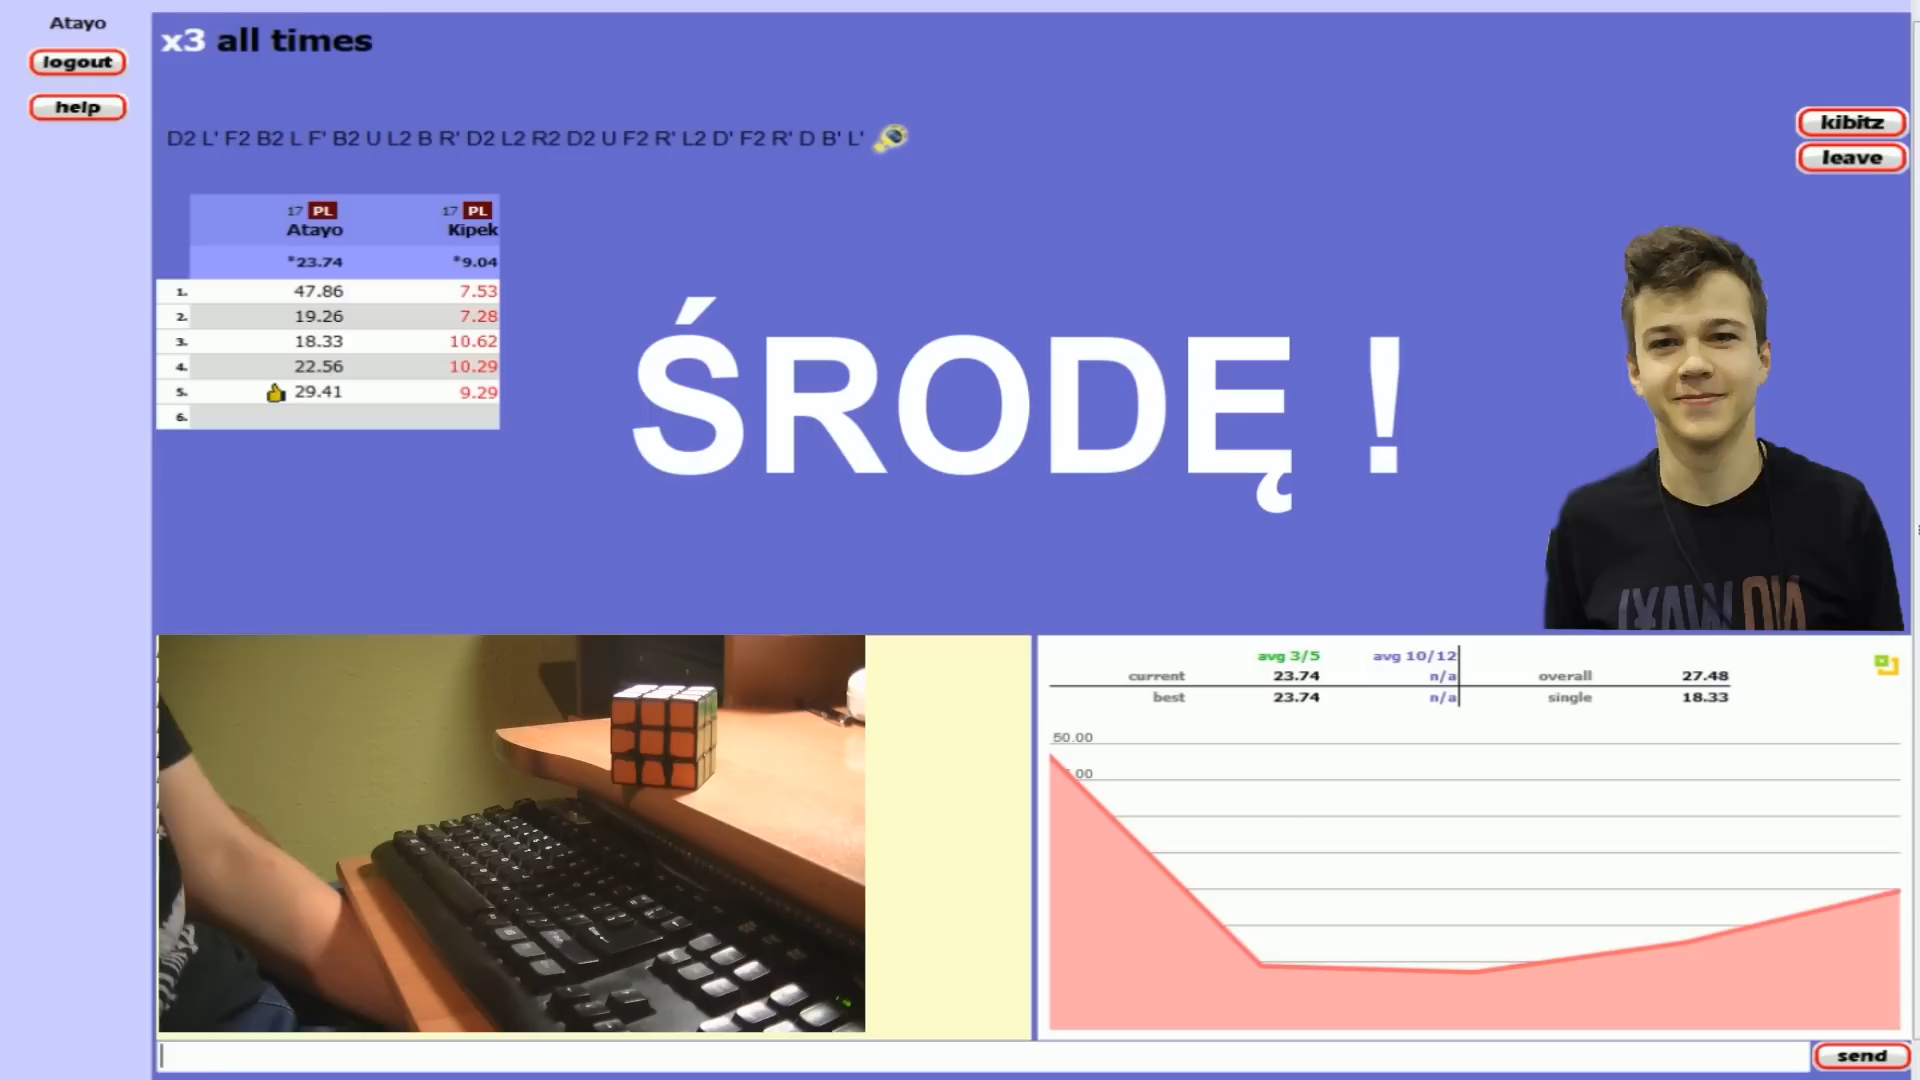 Atayo
logout
help
x3 all times
D2 L' F2 B2 L F' B2 U L2 B R' D2 L2 R2 D2 U F2 R' L2 D' F2 R' D B' L'
kibitz
leave
17 PL 17 PL
Atayo Kipek
*23.74 *9.04
1. 47.86 7.53
2. 19.26 7.28
3. 18.33 10.62
4. 22.56 10.29
5. 29.41 9.29
6.
ŚRODĘ !
avg 3/5 avg 10/12
current 23.74 n/a overall 27.48
best 23.74 n/a single 18.33
50.00
send